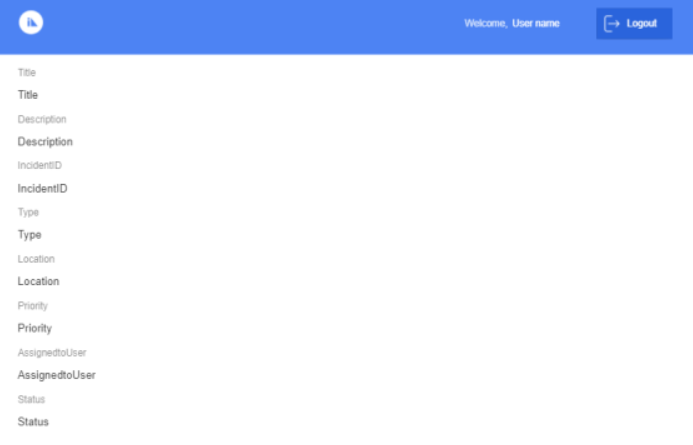 Welcome, User name
Logout
Title
Title
Description
Description
IncidentID
IncidentID
Type
Type
Location
Location
Priority
Priority
AssignedtoUser
AssignedtoUser
Status
Status